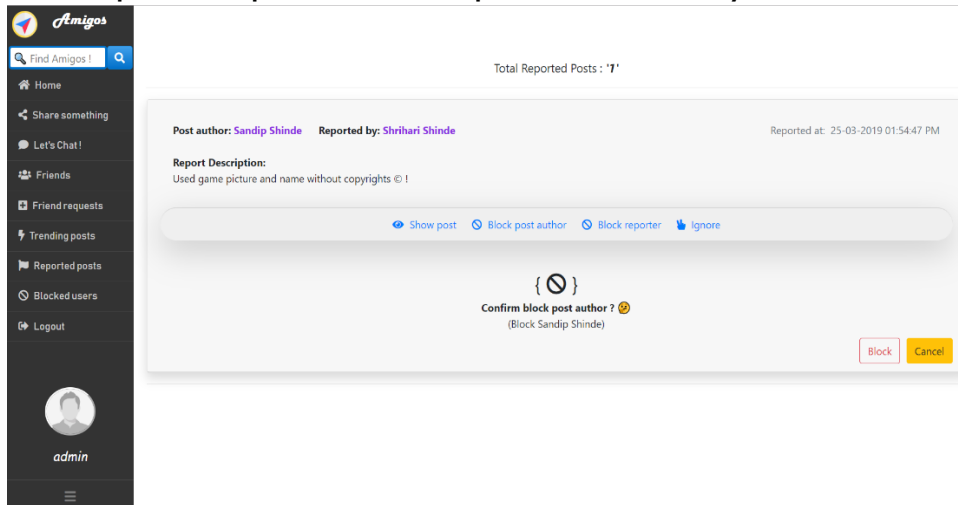 Amigos
Find Amigos !
Home
Share something
Let's Chat!
Friends
Friend requests
Trending posts
Reported posts
Blocked users
Logout
admin
Total Reported Posts : '1'
Post author: Sandip Shinde Reported by: Shrihari Shinde Reported at: 25-03-2019 01:54:47 PM
Report Description:
Used game picture and name without copyrights © !
Show post Block post author Block reporter Ignore
{ }
Confirm block post author ?
(Block Sandip Shinde)
Block Cancel